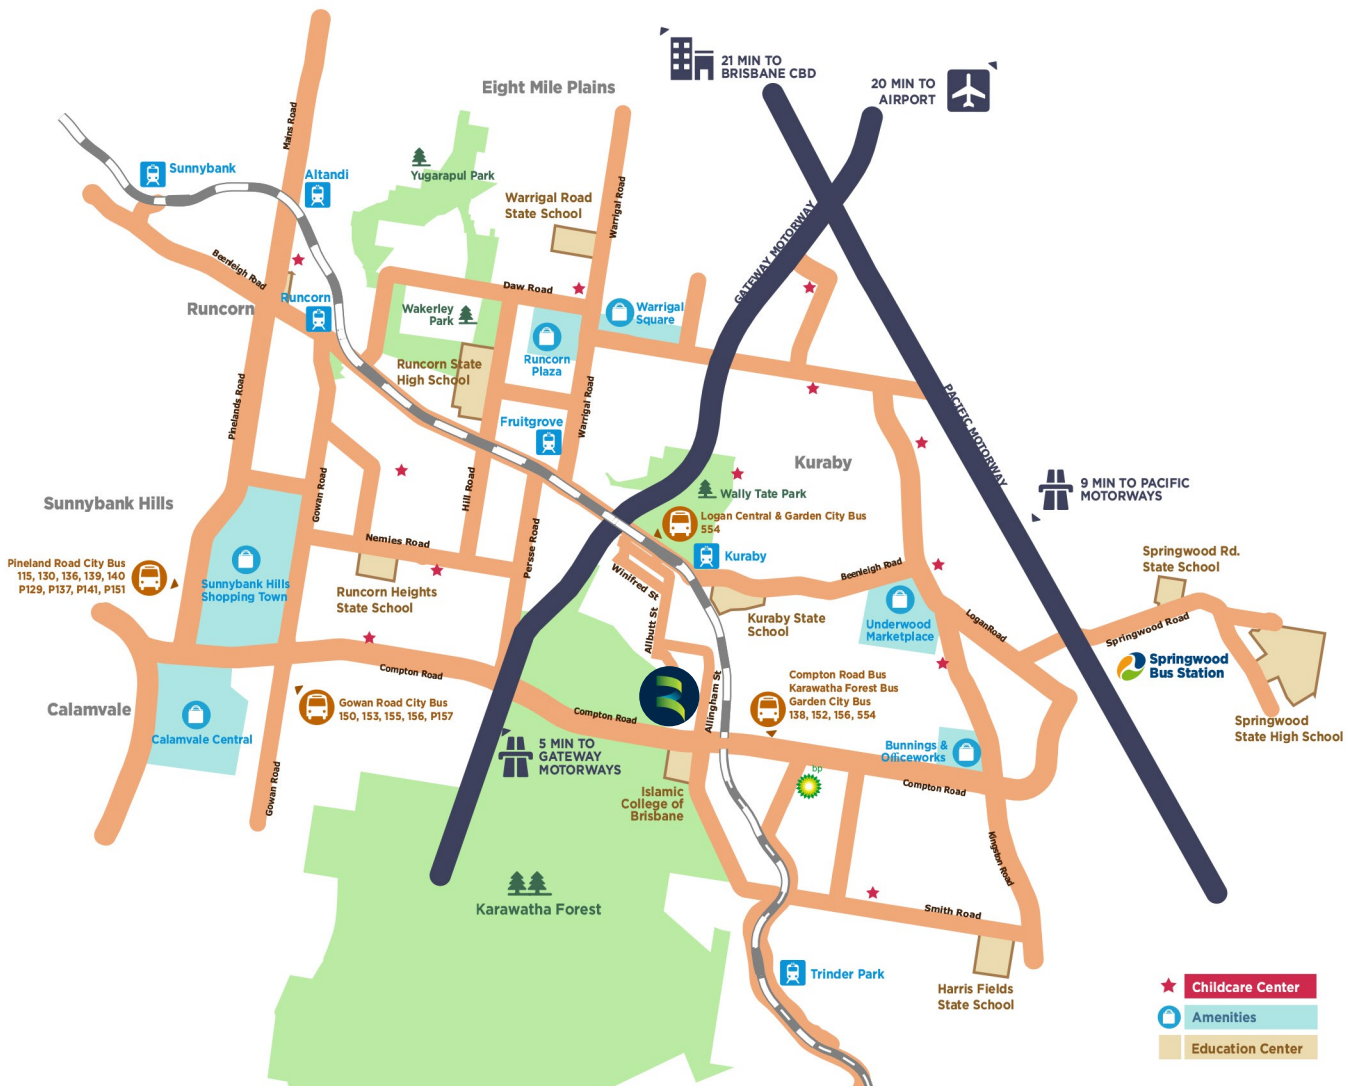 21 MIN TO
BRISBANE CBD
20 MIN TO
AIRPORT
Eight Mile Plains
Mains Road
Sunnybank
Altandi
Yugarapul Park
Warrigal Road
State School
Warrigal Road
GATEWAY MOTORWAY
Beenleigh Road
Runcorn
Runcorn
Daw Road
Wakerley
Park
Warrigal
Square
Runcorn State
High School
Runcorn
Plaza
Pinelands Road
Warrigal Road
PACIFIC MOTORWAY
Fruitgrove
Kuraby
Gowan Road
Hill Road
Wally Tate Park
9 MIN TO PACIFIC
MOTORWAYS
Sunnybank Hills
Logan Central & Garden City Bus
554
Nemies Road
Persse Road
Kuraby
Pineland Road City Bus
115, 130, 136, 139, 140
P129, P137, P141, P151
Sunnybank Hills
Shopping Town
Runcorn Heights
State School
Winifred St
Allbutt St
Beenleigh Road
Kuraby State
School
Underwood
Marketplace
Logan Road
Springwood Rd.
State School
Springwood Road
Springwood
Bus Station
Springwood
State High School
Compton Road
Allingham St
Compton Road Bus
Karawatha Forest Bus
Garden City Bus
138, 152, 156, 554
Calamvale
Gowan Road City Bus
150, 153, 155, 156, P157
Calamvale Central
Compton Road
5 MIN TO
GATEWAY
MOTORWAYS
Bunnings &
Officeworks
Gowan Road
bp
Compton Road
Islamic
College of
Brisbane
Kingston Road
Karawatha Forest
Smith Road
Trinder Park
Harris Fields
State School
Childcare Center
Amenities
Education Center